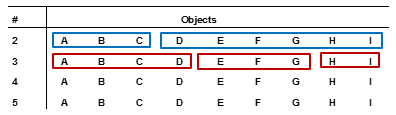 # Objects
2 A B C D E F G H I
3 A B C D E F G H I
4 A B C D E F G H I
5 A B C D E F G H I